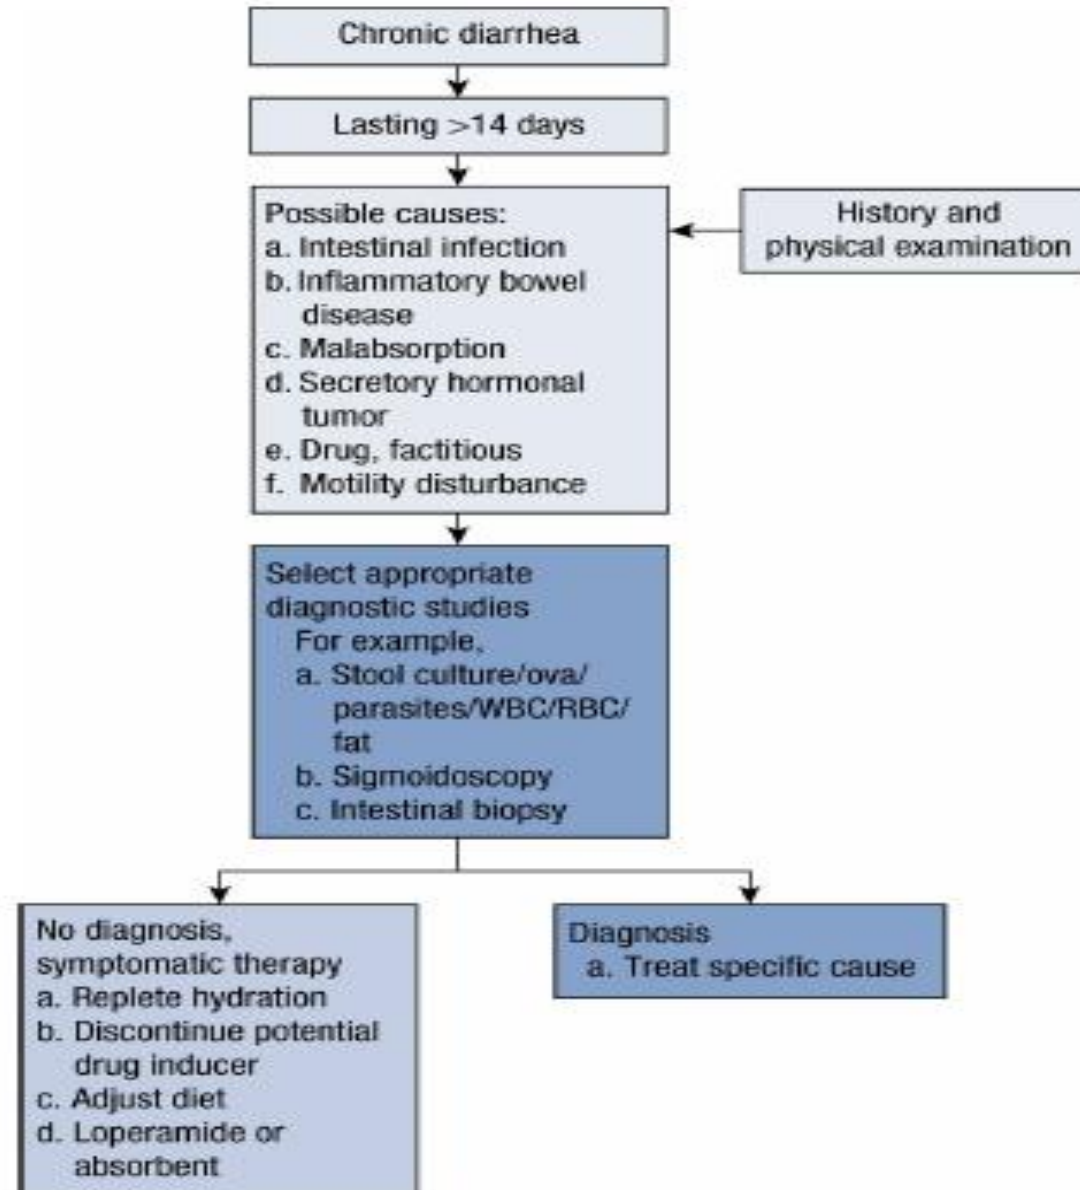 Chronic diarrhea
Lasting >14 days
Possible causes:
a. Intestinal infection
b. Inflammatory bowel
disease
c. Malabsorption
d. Secretory hormonal
tumor
e. Drug, factitious
f. Motility disturbance
History and
physical examination
Select appropriate
diagnostic studies
For example,
a. Stool culture/ova/
parasites/WBC/RBC/
fat
b. Sigmoidoscopy
c. Intestinal biopsy
No diagnosis,
symptomatic therapy
a. Replete hydration
b. Discontinue potential
drug inducer
c. Adjust diet
d. Loperamide or
absorbent
Diagnosis
a. Treat specific cause